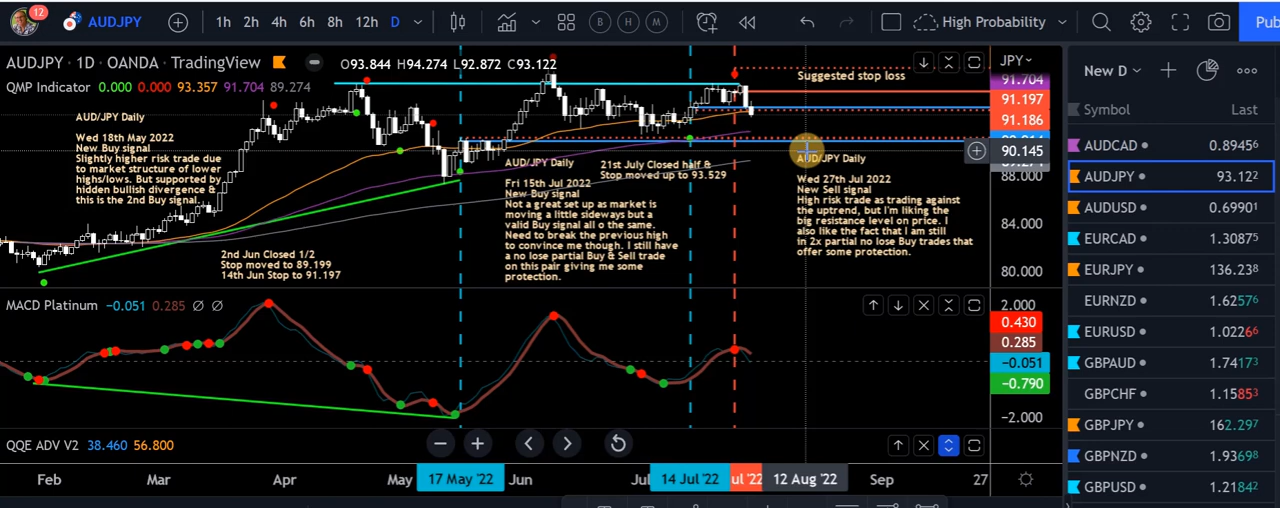 12
AUDJPY
1h 2h 4h 6h 8h 12h D
B H M
High Probability
Pub
AUDJPY · 1D · OANDA · TradingView
O93.844 H94.274 L92.872 C93.122
JPY
QMP Indicator 0.000 0.000 93.357 91.704 89.274
Suggested stop loss
91.704
91.197
91.186
90.145
88.000
84.000
80.000
AUD/JPY Daily
Wed 18th May 2022
New Buy signal
Slightly higher risk trade due
to market structure of lower
highs/lows. But supported by
hidden bullish divergence &
this is the 2nd Buy signal.
2nd Jun Closed 1/2
Stop moved to 89.199
14th Jun Stop to 91.197
AUD/JPY Daily
Fri 15th Jul 2022
New Buy signal
Not a great set up as market is
moving a little sideways but a
valid Buy signal all o the same.
Need to break the previous high
to convince me though. I still have
a no lose partial Buy & Sell trade
on this pair giving me some
protection.
21st July Closed half &
Stop moved up to 93.529
AUD/JPY Daily
Wed 27th Jul 2022
New Sell signal
High risk trade as trading against
the uptrend, but I'm liking the
big resistance level on price. I
also like the fact that I am still
in 2x partial no lose Buy trades that
offer some protection.
MACD Platinum −0.051 0.285 Ø Ø
2.000
0.430
0.285
−0.051
−0.790
−2.000
QQE ADV V2 38.460 56.800
Feb Mar Apr May 17 May '22 Jun Jul 14 Jul '22 ul '22 12 Aug '22 Sep 27
New D
Symbol Last
AUDCAD 0.89456
AUDJPY 93.122
AUDUSD 0.69901
EURCAD 1.30875
EURJPY 136.238
EURNZD 1.62576
EURUSD 1.02266
GBPAUD 1.74173
GBPCHF 1.15853
GBPJPY 162.297
GBPNZD 1.93698
GBPUSD 1.21842